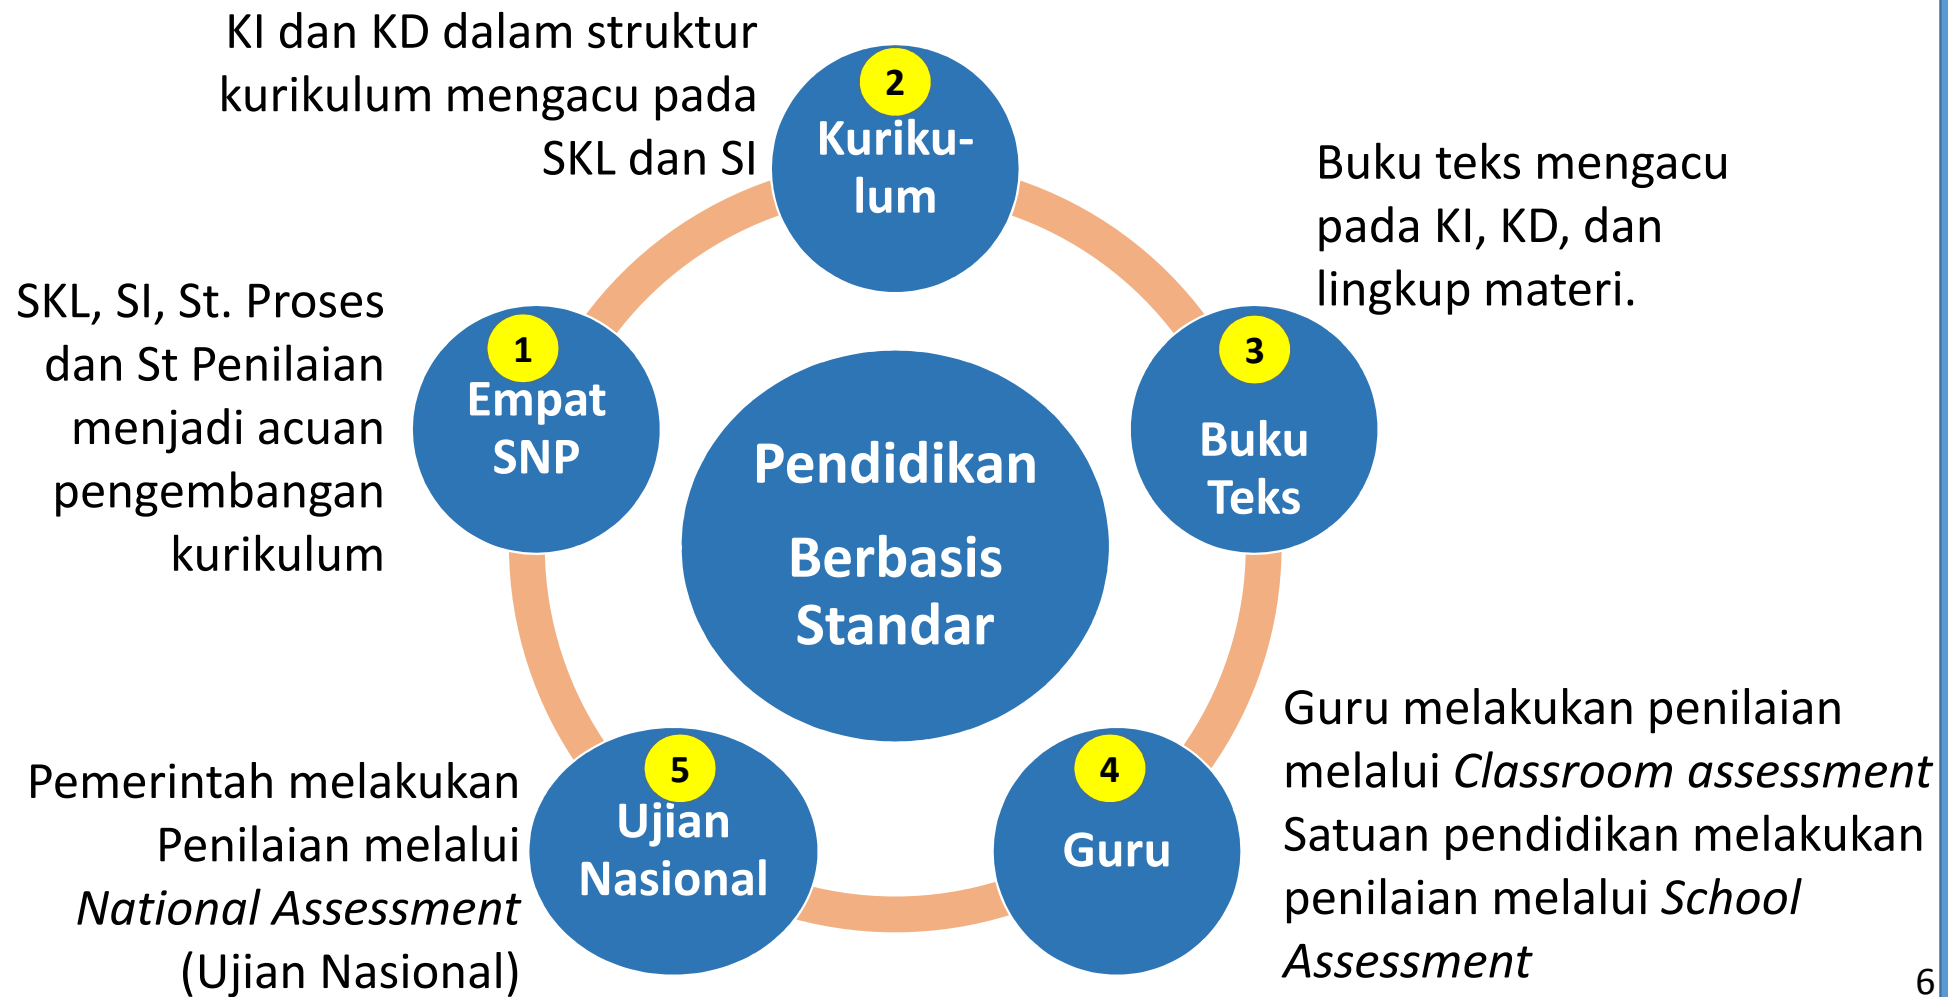 KI dan KD dalam struktur
kurikulum mengacu pada
SKL dan SI
2
Kuriku-
lum
Buku teks mengacu
pada KI, KD, dan
lingkup materi.
SKL, SI, St. Proses
dan St Penilaian
menjadi acuan
pengembangan
kurikulum
1
Empat
SNP
3
Buku
Teks
Pendidikan
Berbasis
Standar
Guru melakukan penilaian
melalui Classroom assessment
Satuan pendidikan melakukan
penilaian melalui School
Assessment
4
Guru
5
Ujian
Nasional
Pemerintah melakukan
Penilaian melalui
National Assessment
(Ujian Nasional)
6